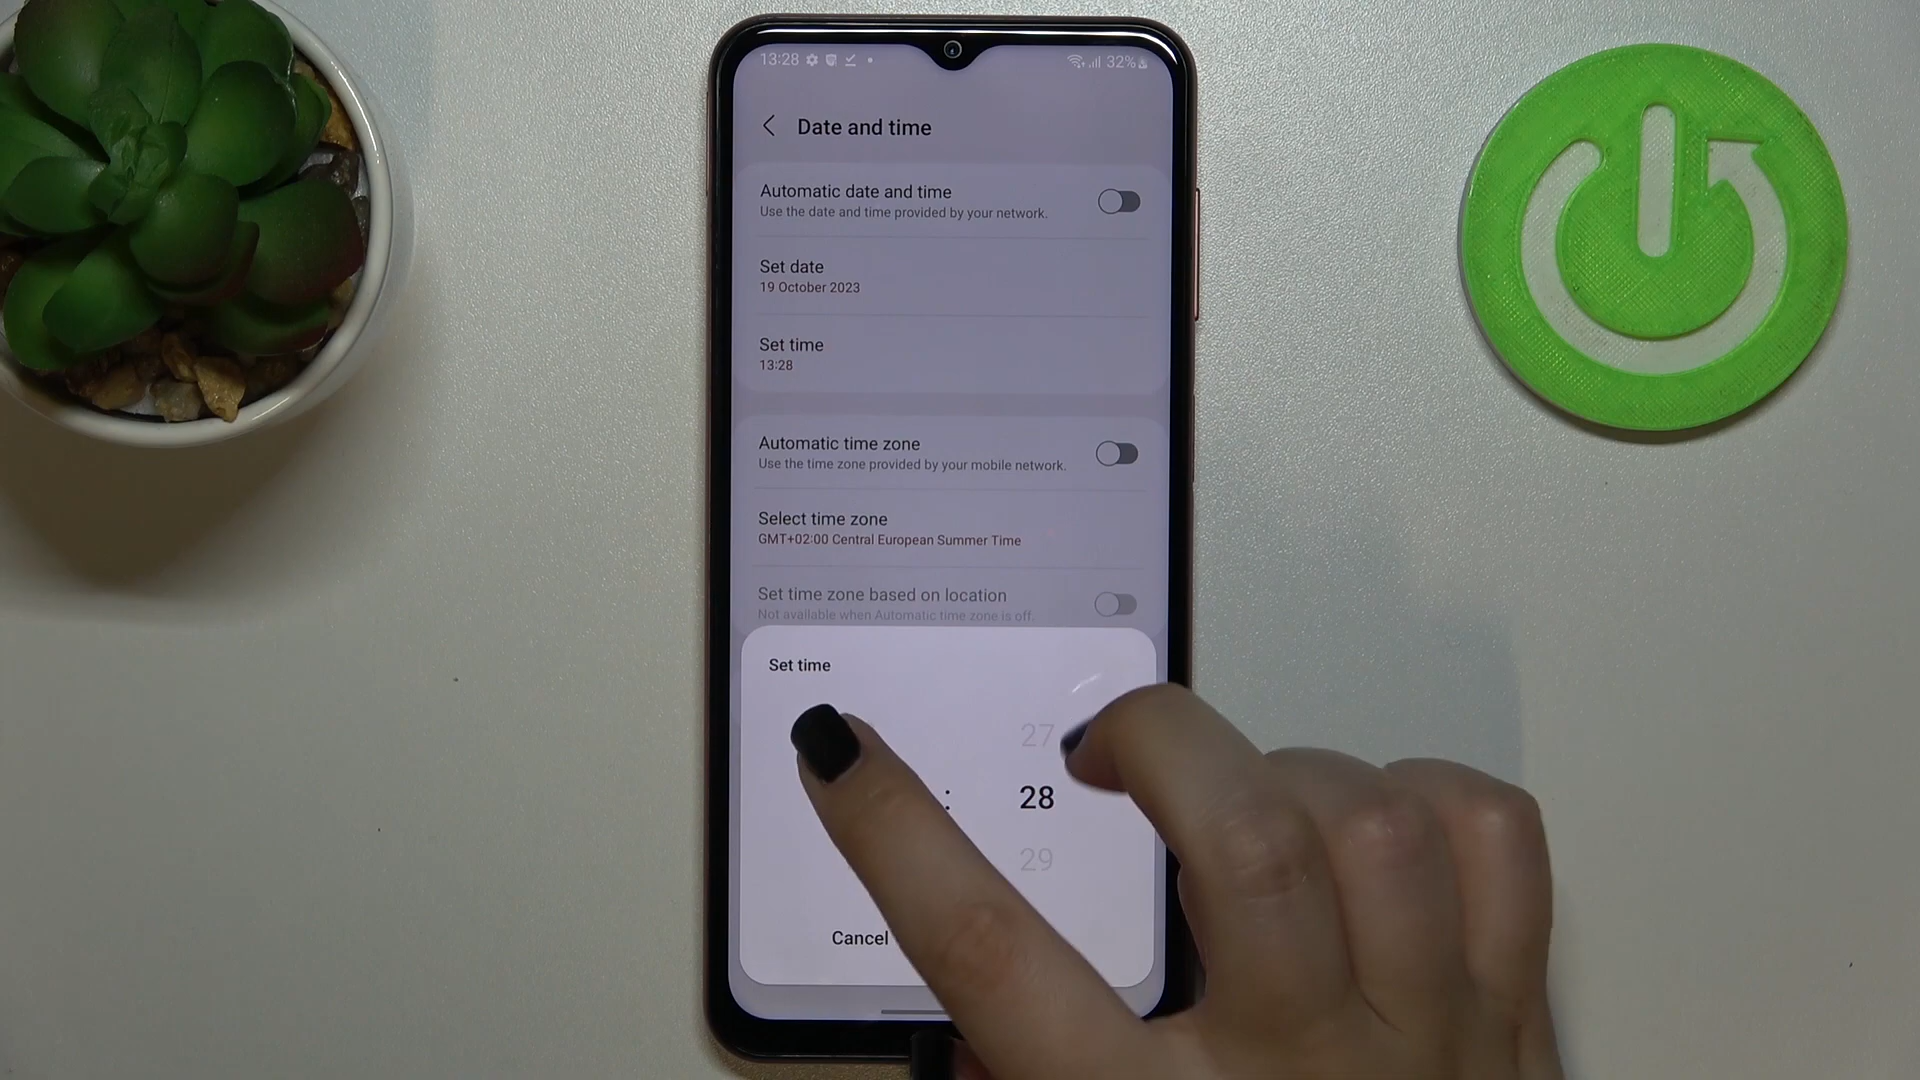 13:28
32%
Date and time
Automatic date and time
Use the date and time provided by your network.
Set date
19 October 2023
Set time
13:28
Automatic time zone
Use the time zone provided by your mobile network.
Select time zone
GMT+02:00 Central European Summer Time
Set time zone based on location
Not available when Automatic time zone is off.
Set time
27
: 28
29
Cancel